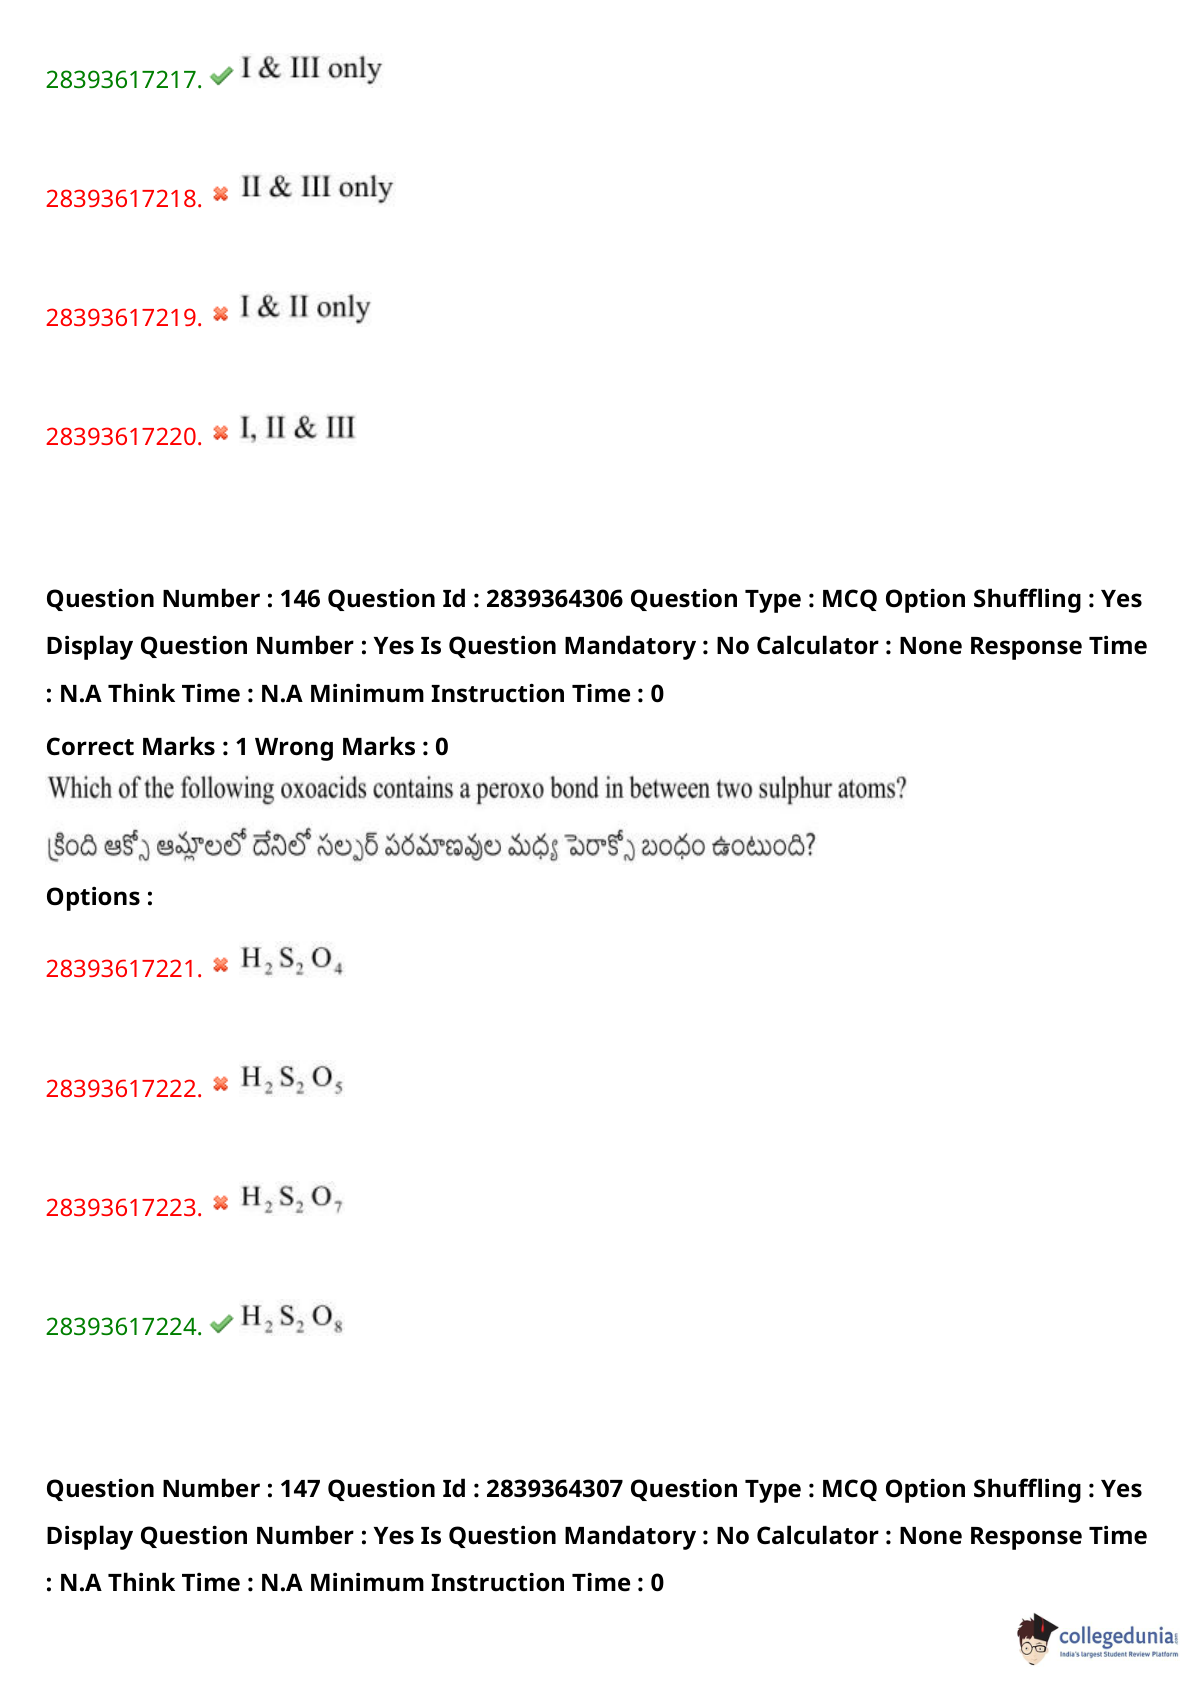 28393617217. I & III only
28393617218. II & III only
28393617219. I & II only
28393617220. I, II & III
Question Number : 146 Question Id : 2839364306 Question Type : MCQ Option Shuffling : Yes
Display Question Number : Yes Is Question Mandatory : No Calculator : None Response Time
: N.A Think Time : N.A Minimum Instruction Time : 0
Correct Marks : 1 Wrong Marks : 0
Which of the following oxoacids contains a peroxo bond in between two sulphur atoms?
క్రింది ఆక్సో ఆమ్లాలలో దేనిలో సల్ఫర్ పరమాణవుల మధ్య పెరాక్సో బంధం ఉంటుంది?
Options :
28393617221. H₂S₂O₄
28393617222. H₂S₂O₅
28393617223. H₂S₂O₇
28393617224. H₂S₂O₈
Question Number : 147 Question Id : 2839364307 Question Type : MCQ Option Shuffling : Yes
Display Question Number : Yes Is Question Mandatory : No Calculator : None Response Time
: N.A Think Time : N.A Minimum Instruction Time : 0
collegedunia
India's largest Student Review Platform